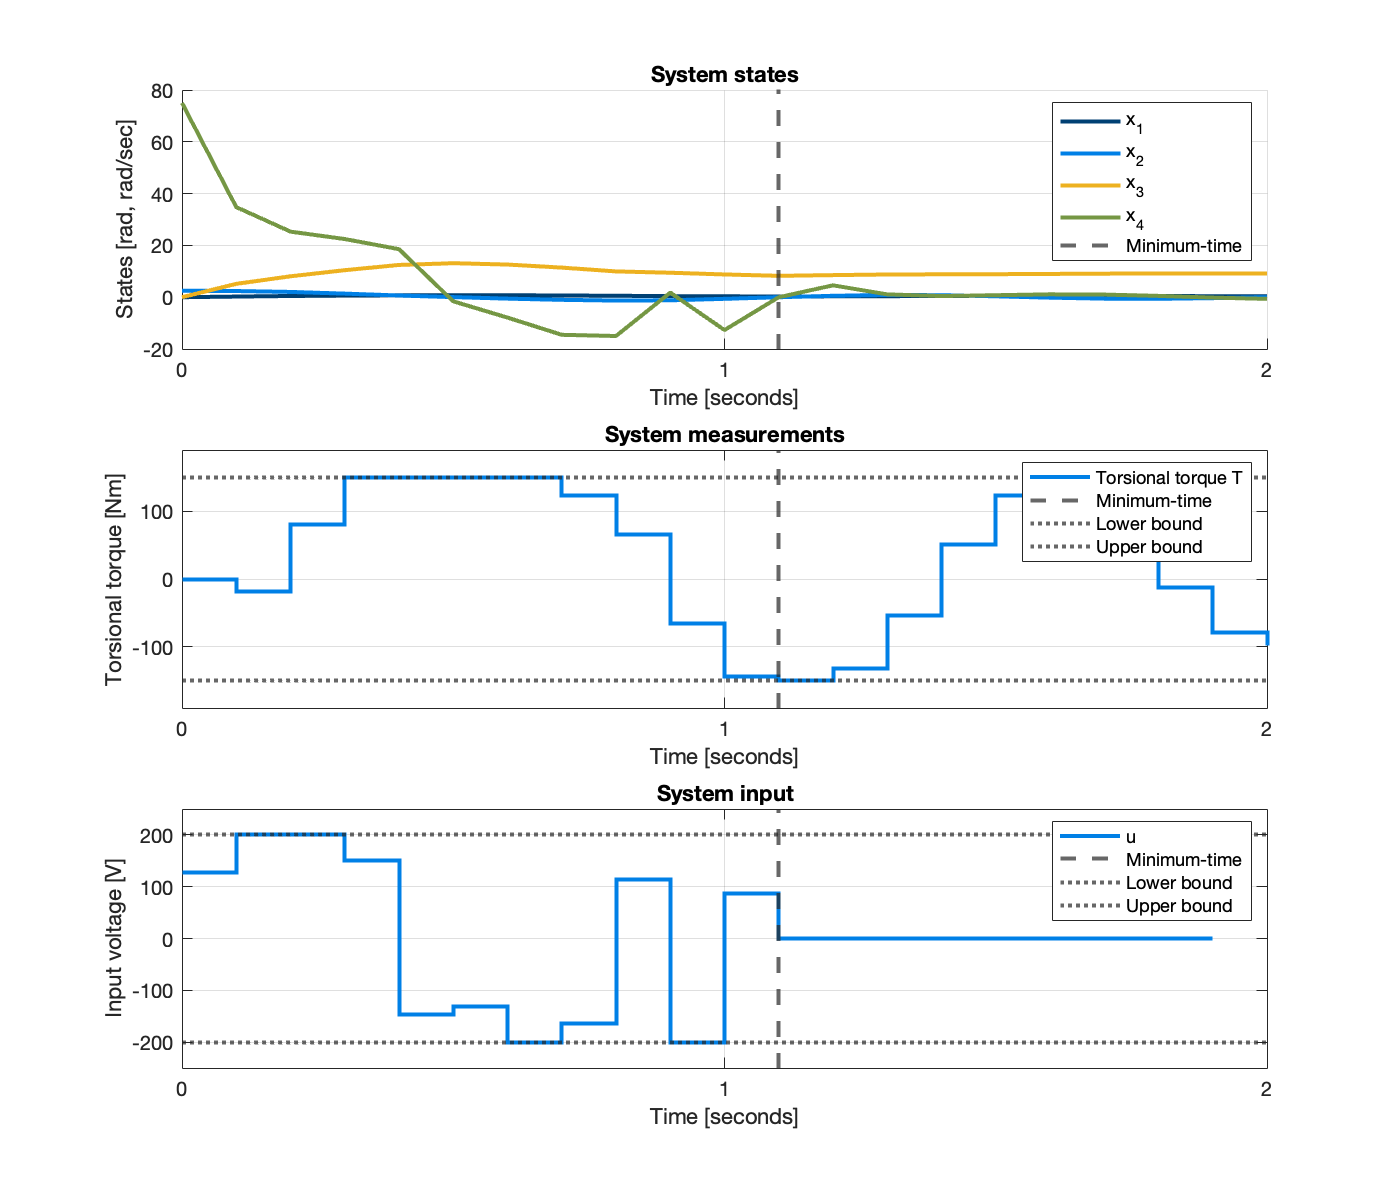 System states
States [rad, rad/sec]
80
60
40
20
0
-20
0
1
2
Time [seconds]
x1
x2
x3
x4
Minimum-time
System measurements
Torsional torque [Nm]
100
0
-100
0
1
2
Time [seconds]
Torsional torque T
Minimum-time
Lower bound
Upper bound
System input
Input voltage [V]
200
100
0
-100
-200
0
1
2
Time [seconds]
u
Minimum-time
Lower bound
Upper bound